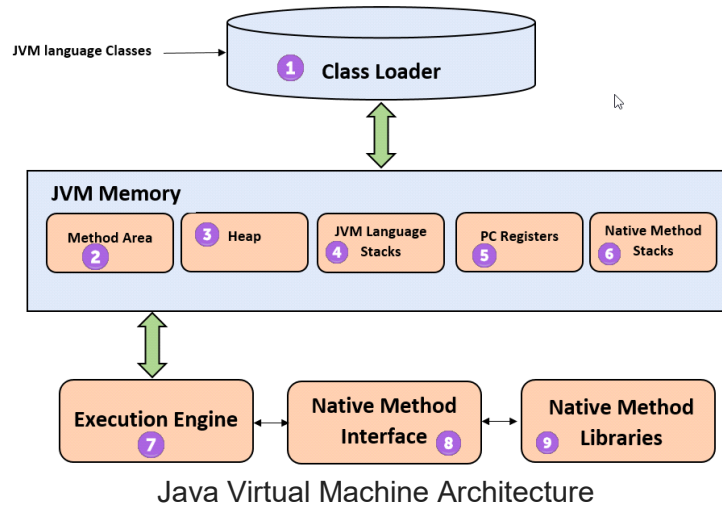 JVM language Classes
1 Class Loader
JVM Memory
Method Area
2
3 Heap
JVM Language
4 Stacks
PC Registers
5
Native Method
6 Stacks
Execution Engine
7
Native Method
Interface 8
Native Method
9 Libraries
Java Virtual Machine Architecture